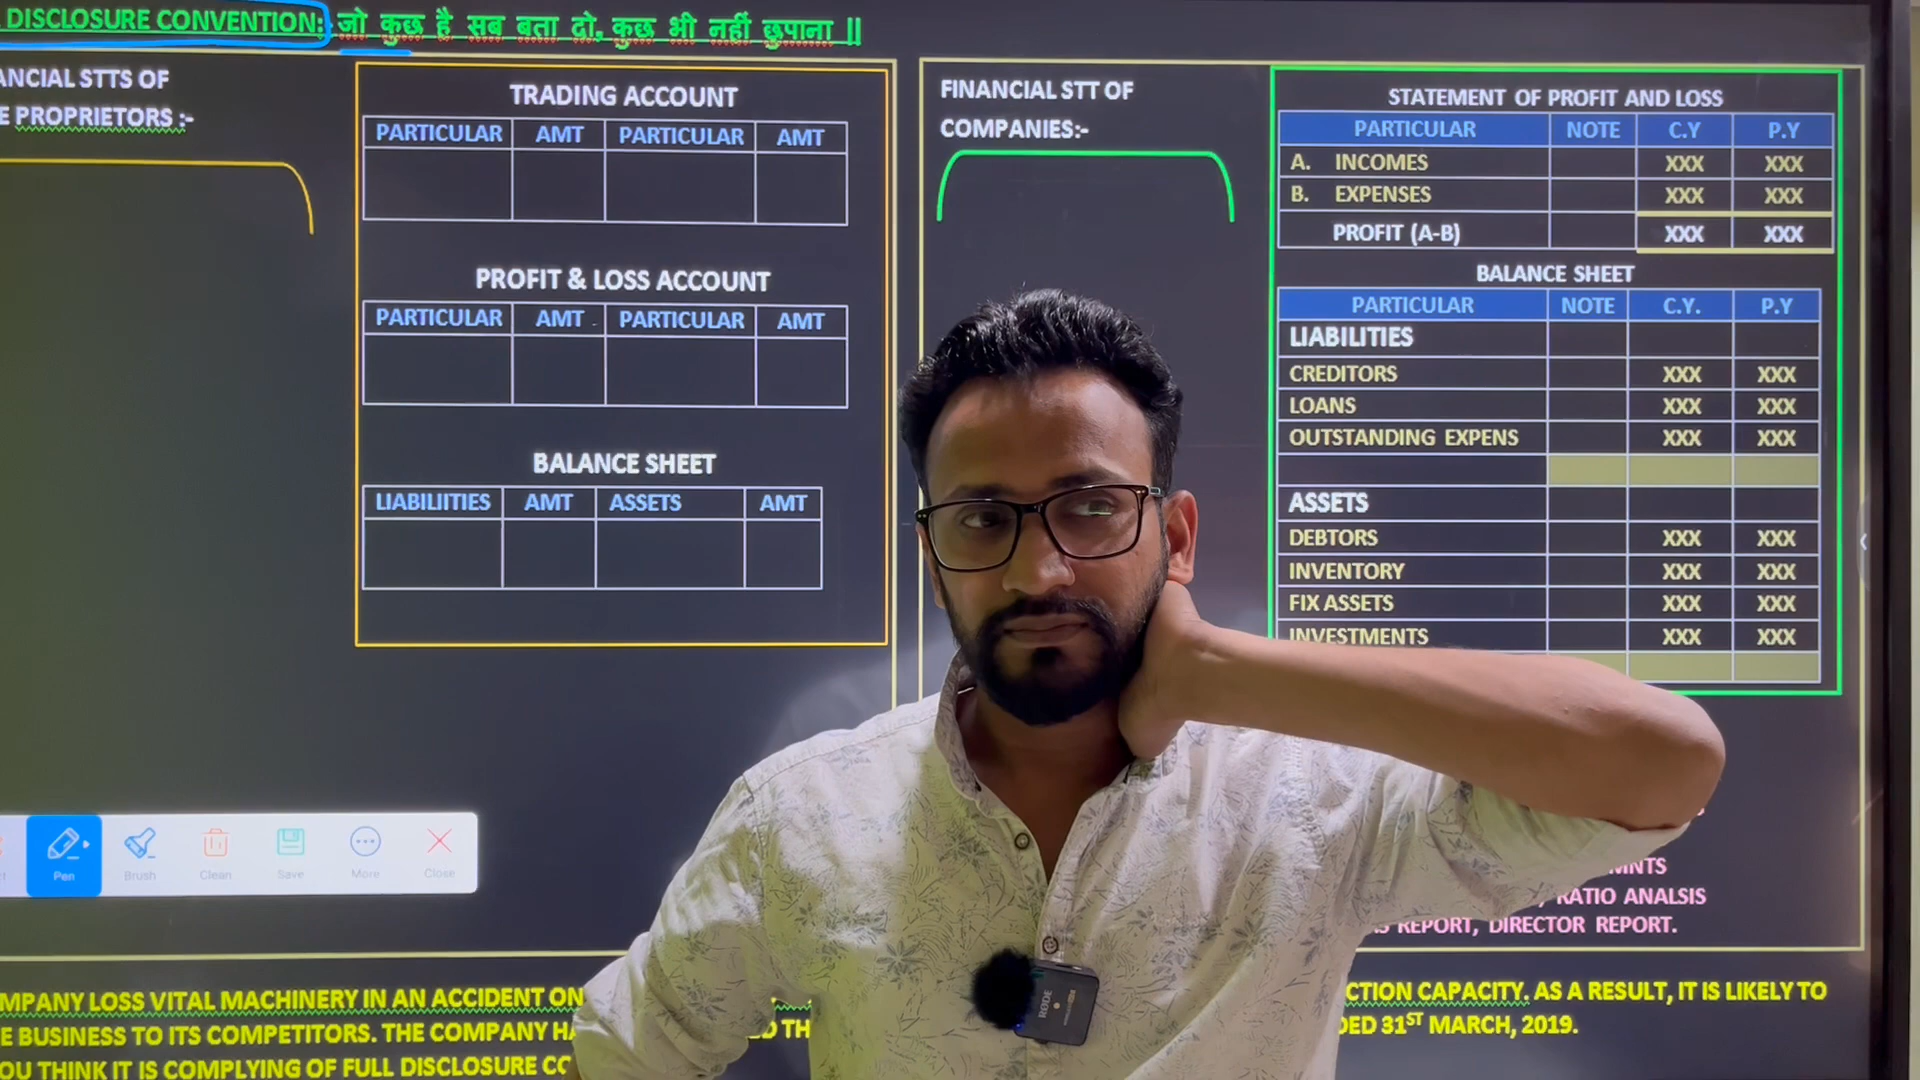 DISCLOSURE CONVENTION:- जो कुछ है सब बता दो, कुछ भी नहीं छुपाना ||
ANCIAL STTS OF
E PROPRIETORS :-
TRADING ACCOUNT
PARTICULAR AMT PARTICULAR AMT
PROFIT & LOSS ACCOUNT
PARTICULAR AMT PARTICULAR AMT
BALANCE SHEET
LIABILIITIES AMT ASSETS AMT
FINANCIAL STT OF
COMPANIES:-
STATEMENT OF PROFIT AND LOSS
PARTICULAR NOTE C.Y P.Y
A. INCOMES XXX XXX
B. EXPENSES XXX XXX
PROFIT (A-B) XXX XXX
BALANCE SHEET
PARTICULAR NOTE C.Y. P.Y
LIABILITIES
CREDITORS XXX XXX
LOANS XXX XXX
OUTSTANDING EXPENS XXX XXX
ASSETS
DEBTORS XXX XXX
INVENTORY XXX XXX
FIX ASSETS XXX XXX
INVESTMENTS XXX XXX
MNTS
RATIO ANALSIS
REPORT, DIRECTOR REPORT.
Pen Brush Clean Save More Close
MPANY LOSS VITAL MACHINERY IN AN ACCIDENT ON CTION CAPACITY. AS A RESULT, IT IS LIKELY TO
E BUSINESS TO ITS COMPETITORS. THE COMPANY HA D TH DED 31ST MARCH, 2019.
OU THINK IT IS COMPLYING OF FULL DISCLOSURE CO
RODE